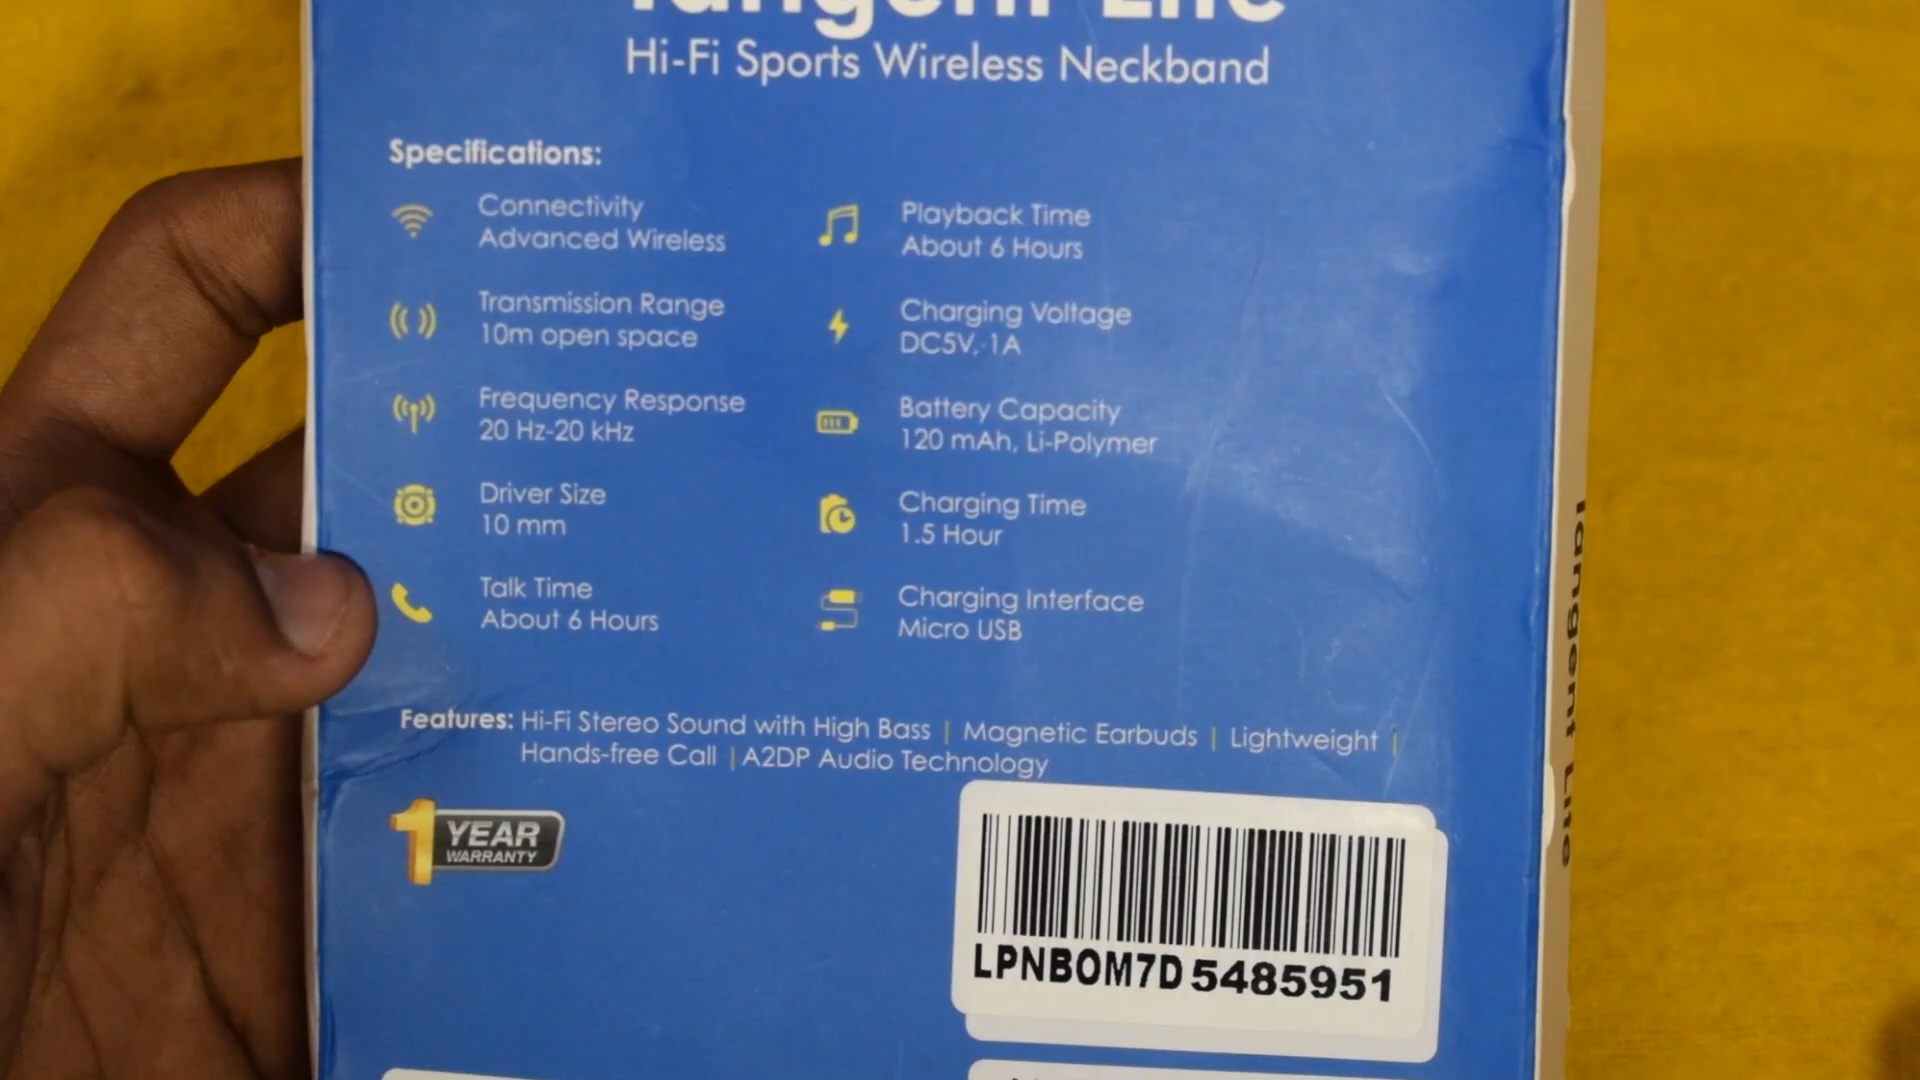 Tangent Lite
Hi-Fi Sports Wireless Neckband
Specifications:
Connectivity
Advanced Wireless
Transmission Range
10m open space
Frequency Response
20 Hz-20 kHz
Driver Size
10 mm
Talk Time
About 6 Hours
Playback Time
About 6 Hours
Charging Voltage
DC5V, 1A
Battery Capacity
120 mAh, Li-Polymer
Charging Time
1.5 Hour
Charging Interface
Micro USB
Features: Hi-Fi Stereo Sound with High Bass | Magnetic Earbuds | Lightweight |
Hands-free Call | A2DP Audio Technology
1 YEAR
WARRANTY
LPNBOM7D5485951
Tangent Lite